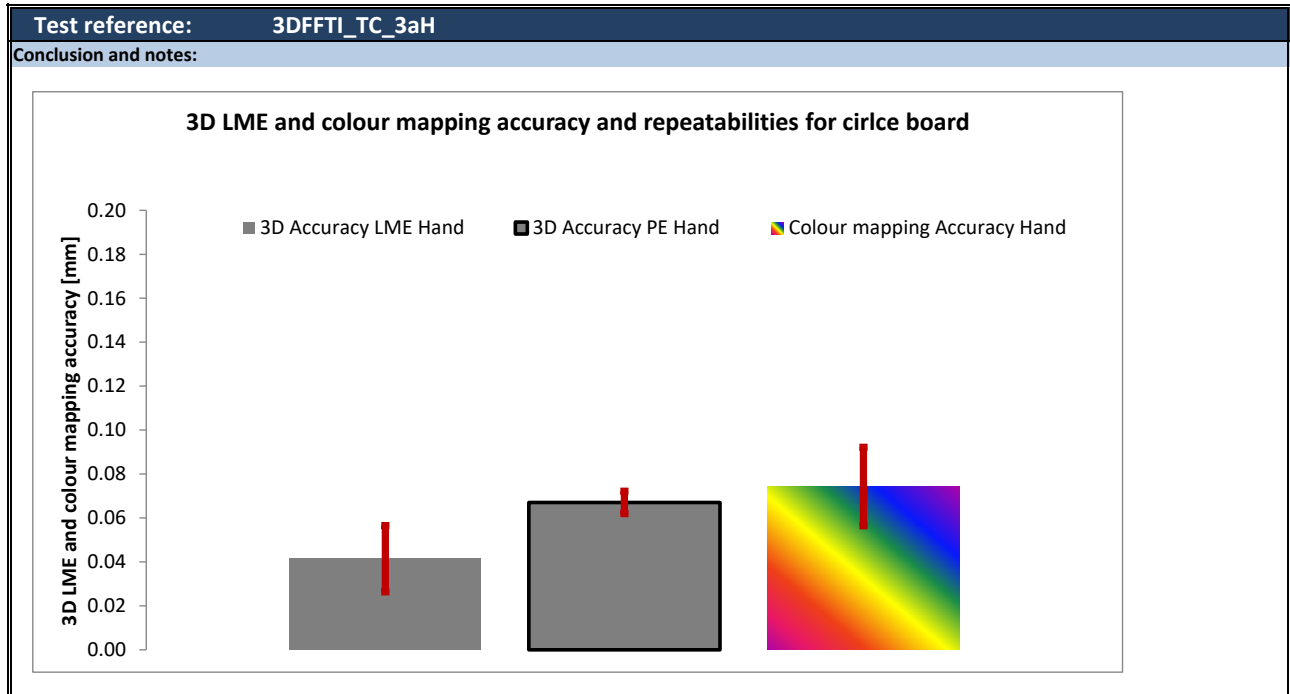 Test reference: 3DFFTI_TC_3aH
Conclusion and notes:
3D LME and colour mapping accuracy and repeatabilities for cirlce board
3D LME and colour mapping accuracy [mm]
0.20
0.18
0.16
0.14
0.12
0.10
0.08
0.06
0.04
0.02
0.00
3D Accuracy LME Hand 3D Accuracy PE Hand Colour mapping Accuracy Hand